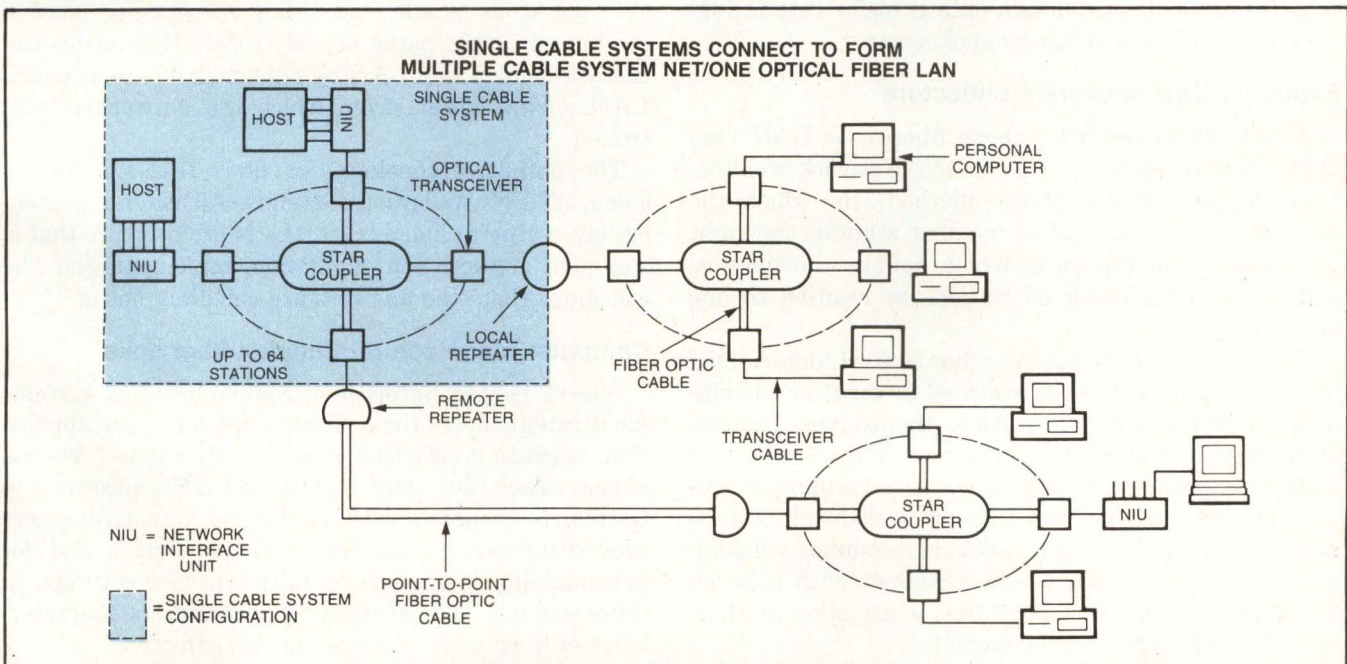 SINGLE CABLE SYSTEMS CONNECT TO FORM
MULTIPLE CABLE SYSTEM NET/ONE OPTICAL FIBER LAN
HOST
NIU
SINGLE CABLE
SYSTEM
OPTICAL
TRANSCEIVER
PERSONAL
COMPUTER
HOST
NIU
STAR
COUPLER
STAR
COUPLER
UP TO 64
STATIONS
LOCAL
REPEATER
FIBER OPTIC
CABLE
REMOTE
REPEATER
TRANSCEIVER
CABLE
STAR
COUPLER
NIU
NIU = NETWORK
INTERFACE
UNIT
POINT-TO-POINT
FIBER OPTIC
CABLE
=SINGLE CABLE SYSTEM
CONFIGURATION